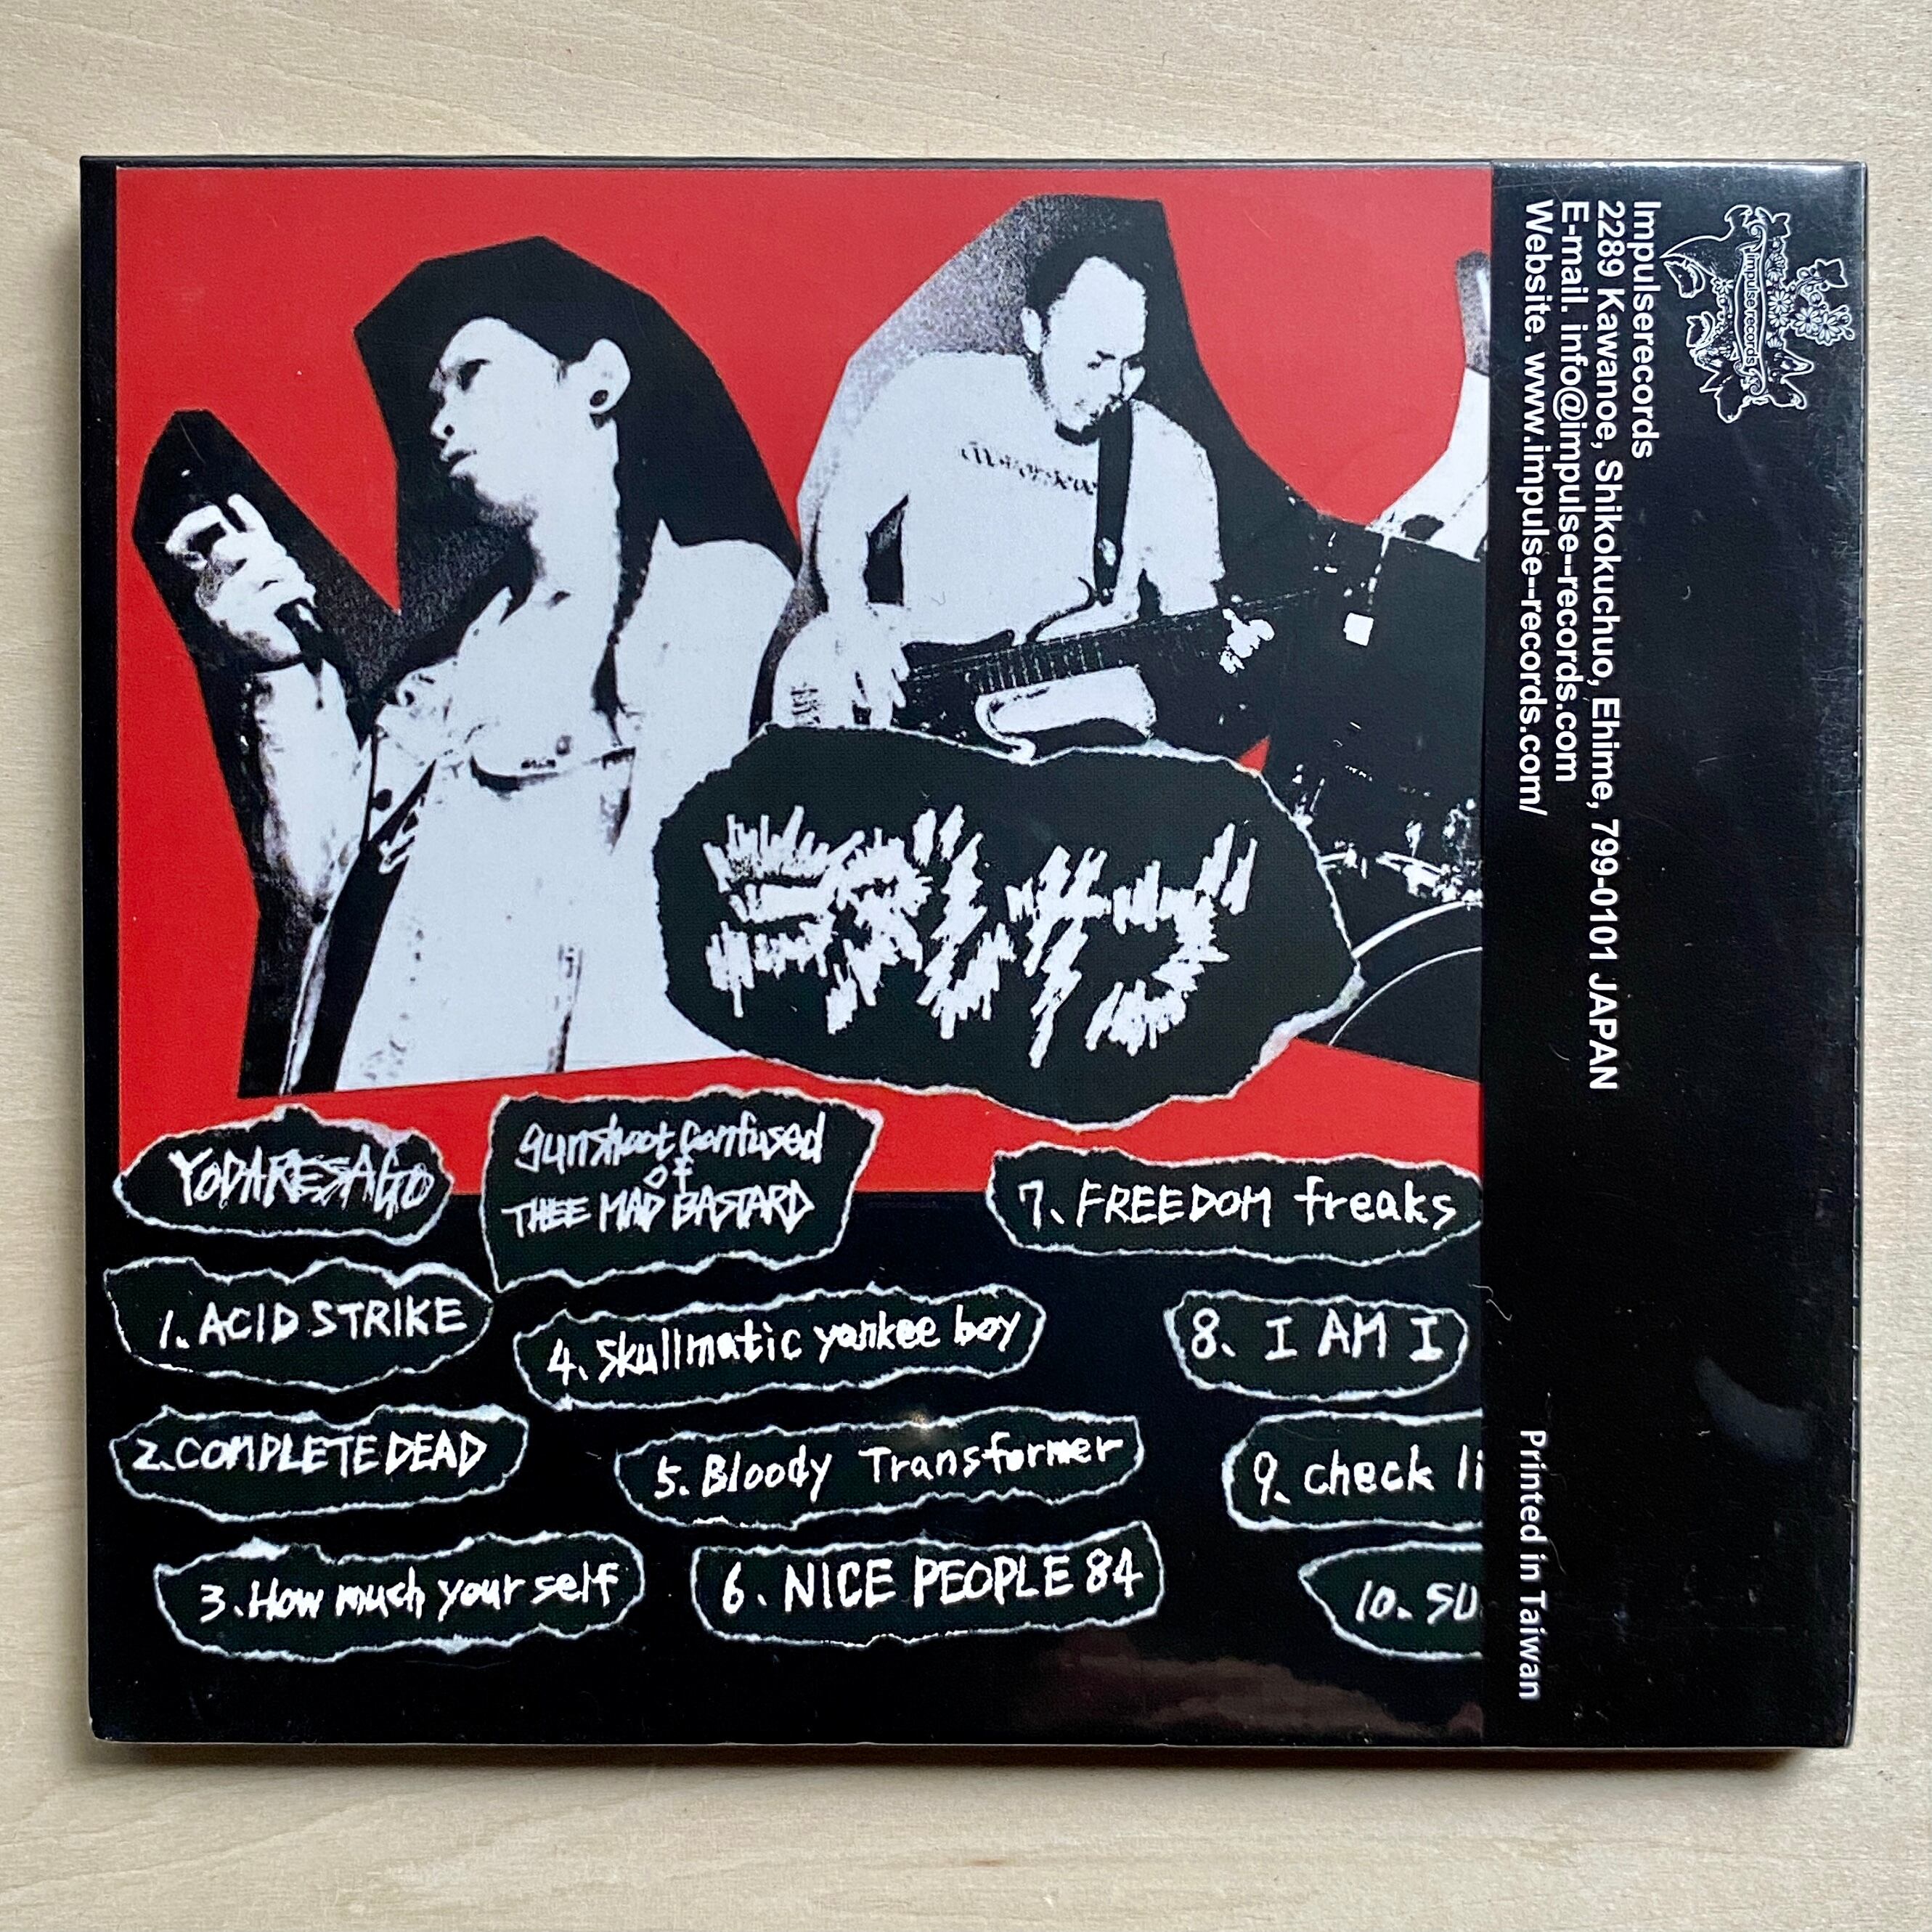 ヨダレサゴ
YODARESAGO
gunshoot confused
of
THEE MAD BASTARD
1. ACID STRIKE
2. COMPLETE DEAD
3. How much your self
4. Skullmatic yankee boy
5. Bloody Transformer
6. NICE PEOPLE 84
7. FREEDOM freaks
8. I AM I
9. check li
10. SU
Impulserecords
Impulserecords
2289 Kawanoe, Shikokuchuo, Ehime, 799-0101 JAPAN
E-mail. info@impulse-records.com
Website. www.impulse-records.com/
Printed in Taiwan